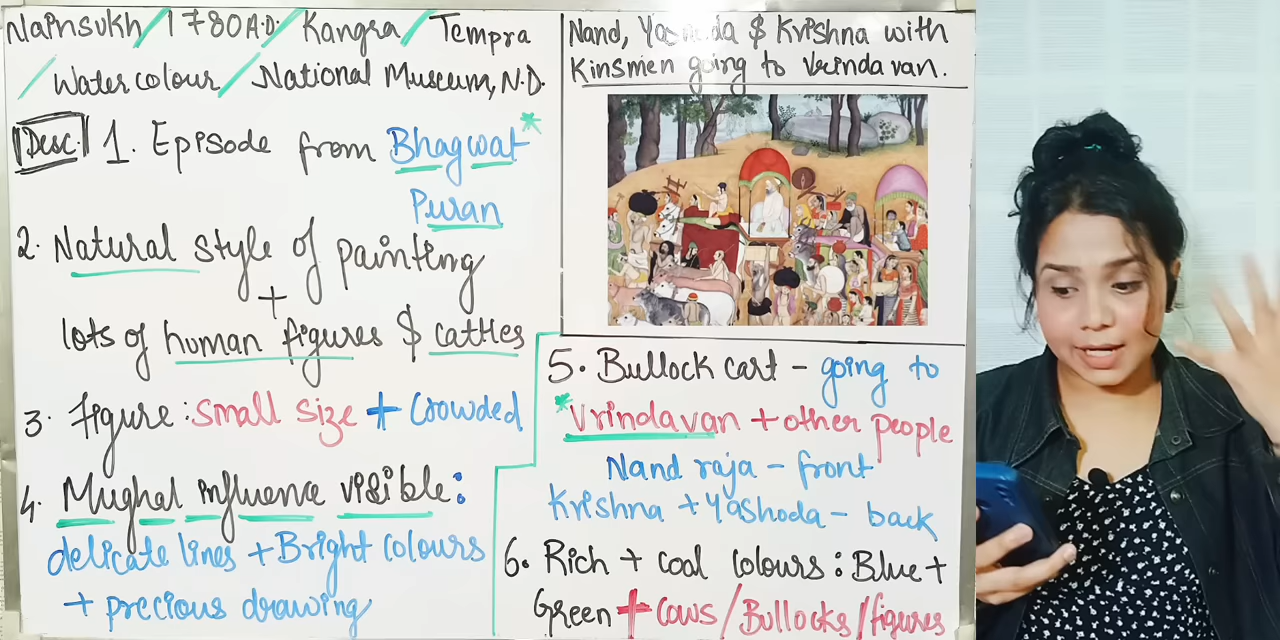 Nainsukh / 1780A.D. / Kangra / Tempra
/ Water colour / National Museum, N.D.
Desc. 1. Episode from Bhagwat*
Puran
2. Natural style of painting
+
lots of human figures & cattles
3. Figure : Small size + Crowded
4. Mughal influence visible :
delicate lines + Bright colours
+ precious drawing
Nand, Yashoda & Krishna with
Kinsmen going to Vrindavan.
5. Bullock cart - going to
*Vrindavan + other people
Nand raja - front
Krishna + Yashoda - back
6. Rich + cool colours : Blue +
Green + Cows / Bullocks / figures